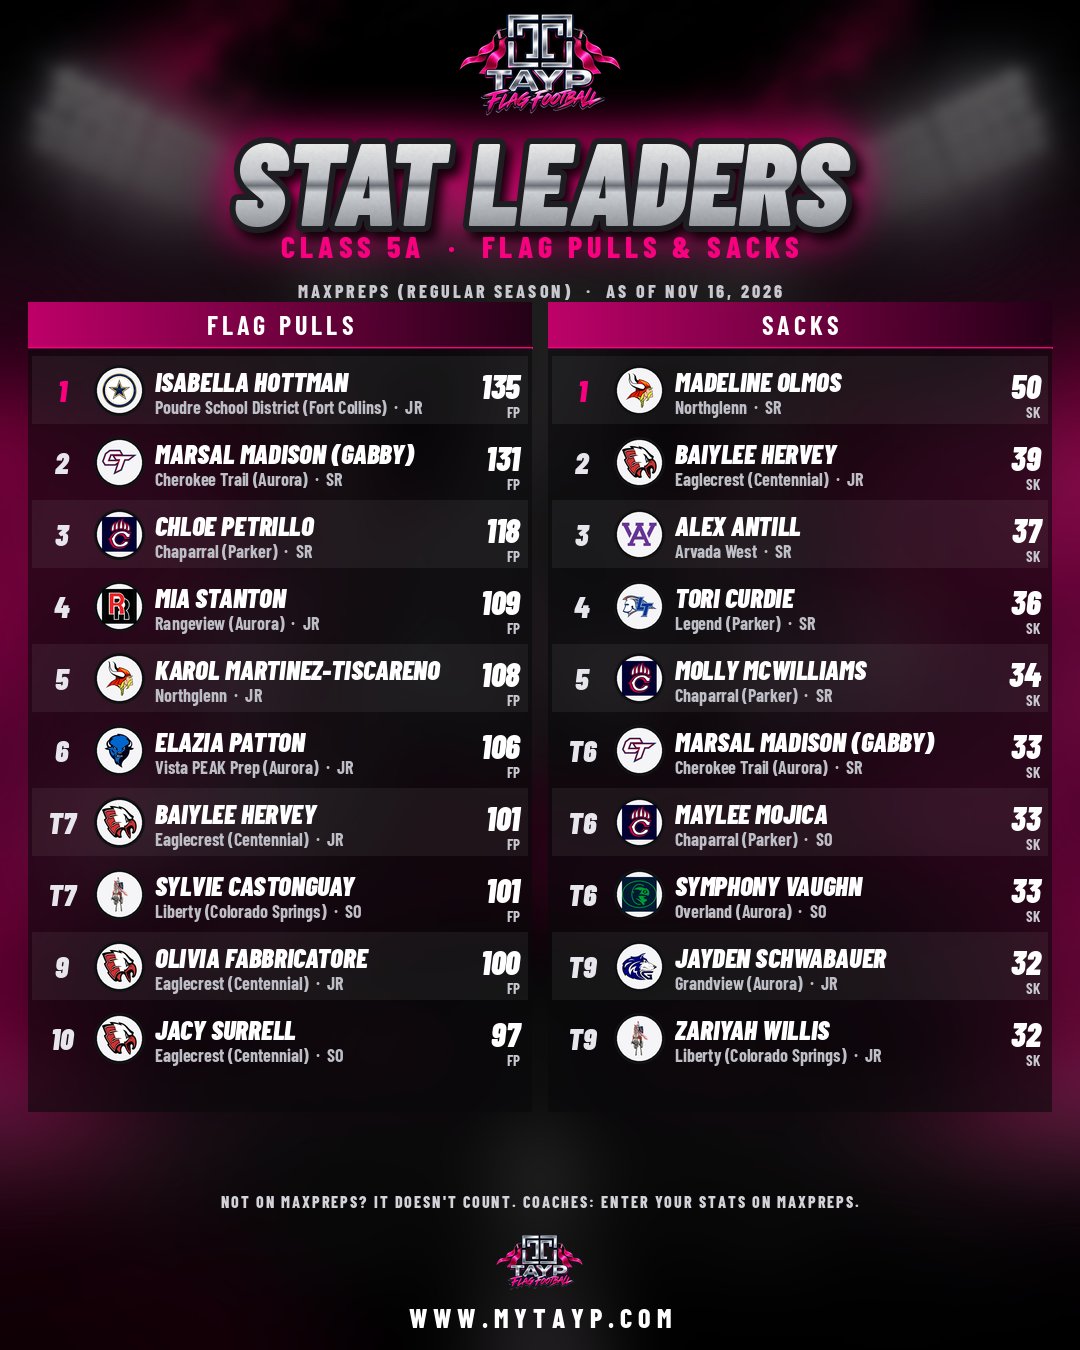 TAYP
FLAG FOOTBALL
STAT LEADERS
CLASS 5A · FLAG PULLS & SACKS
MAXPREPS (REGULAR SEASON) · AS OF NOV 16, 2026
FLAG PULLS
1
ISABELLA HOTTMAN
135
Poudre School District (Fort Collins) · JR
FP
2
MARSAL MADISON (GABBY)
131
Cherokee Trail (Aurora) · SR
FP
3
CHLOE PETRILLO
118
Chaparral (Parker) · SR
FP
4
MIA STANTON
109
Rangeview (Aurora) · JR
FP
5
KAROL MARTINEZ-TISCARENO
108
Northglenn · JR
FP
6
ELAZIA PATTON
106
Vista PEAK Prep (Aurora) · JR
FP
T7
BAIYLEE HERVEY
101
Eaglecrest (Centennial) · JR
FP
T7
SYLVIE CASTONGUAY
101
Liberty (Colorado Springs) · SO
FP
9
OLIVIA FABBRICATORE
100
Eaglecrest (Centennial) · JR
FP
10
JACY SURRELL
97
Eaglecrest (Centennial) · SO
FP
SACKS
1
MADELINE OLMOS
50
Northglenn · SR
SK
2
BAIYLEE HERVEY
39
Eaglecrest (Centennial) · JR
SK
3
ALEX ANTILL
37
Arvada West · SR
SK
4
TORI CURDIE
36
Legend (Parker) · SR
SK
5
MOLLY MCWILLIAMS
34
Chaparral (Parker) · SR
SK
T6
MARSAL MADISON (GABBY)
33
Cherokee Trail (Aurora) · SR
SK
T6
MAYLEE MOJICA
33
Chaparral (Parker) · SO
SK
T6
SYMPHONY VAUGHN
33
Overland (Aurora) · SO
SK
T9
JAYDEN SCHWABAUER
32
Grandview (Aurora) · JR
SK
T9
ZARIYAH WILLIS
32
Liberty (Colorado Springs) · JR
SK
NOT ON MAXPREPS? IT DOESN'T COUNT. COACHES: ENTER YOUR STATS ON MAXPREPS.
TAYP
FLAG FOOTBALL
WWW.MYTAYP.COM